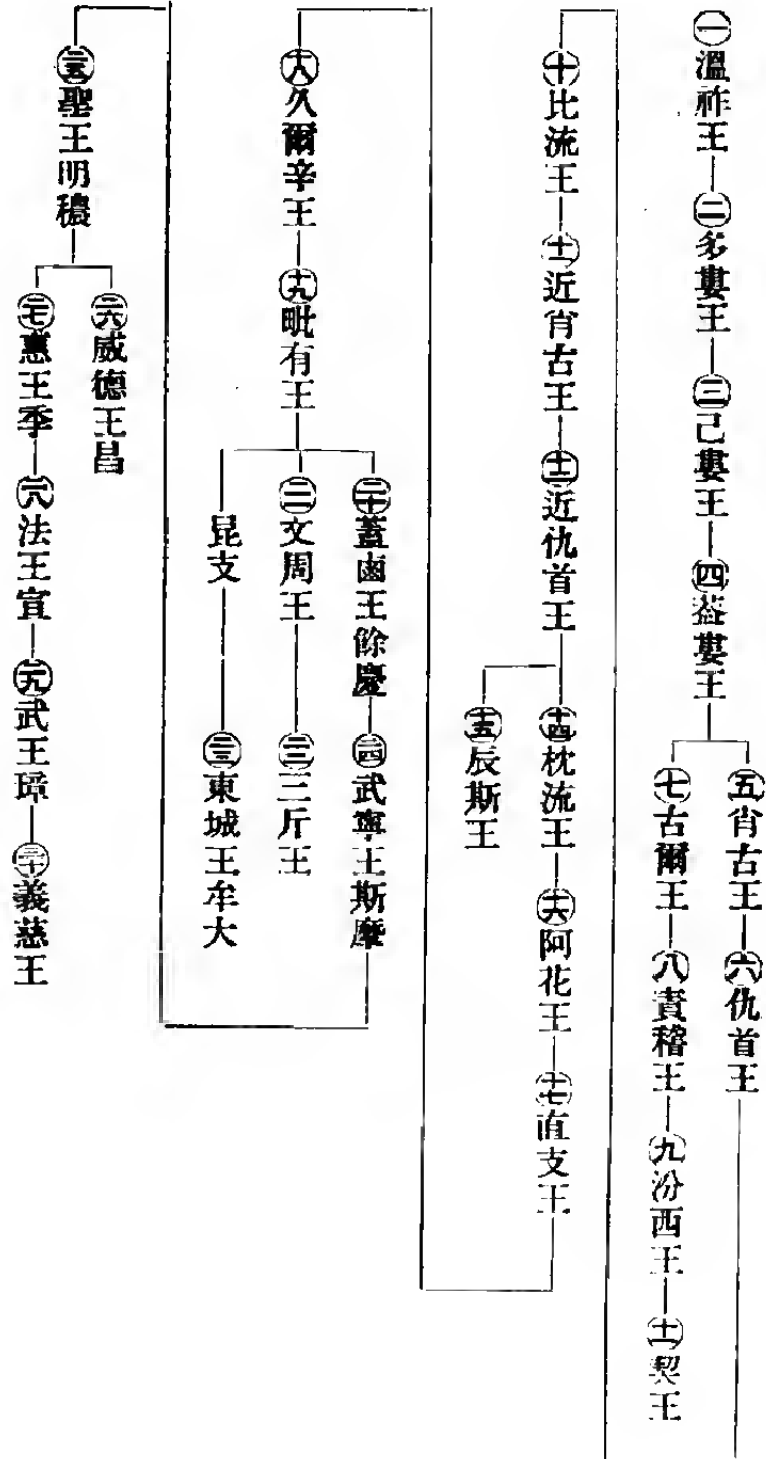 ㊀溫祚王 ㊁多婁王 ㊂己婁王 ㊃蓋婁王
㊄肖古王 ㊅仇首王
㊆古爾王 ㊇責稽王 ㊈汾西王 ⑪契王
㊉比流王 ⑫近肖古王 ⑬近仇首王
⑭枕流王 ⑯阿花王 ⑰直支王
⑮辰斯王
⑱久爾辛王 ⑲毗有王
⑳蓋鹵王餘慶 ㉔武寧王斯摩
㉑文周王 ㉒三斤王
昆支 ㉓東城王牟大
㉕聖王明穠
㉖威德王昌
㉗惠王季 ㉘法王宣 ㉙武王璋 ㉚義慈王